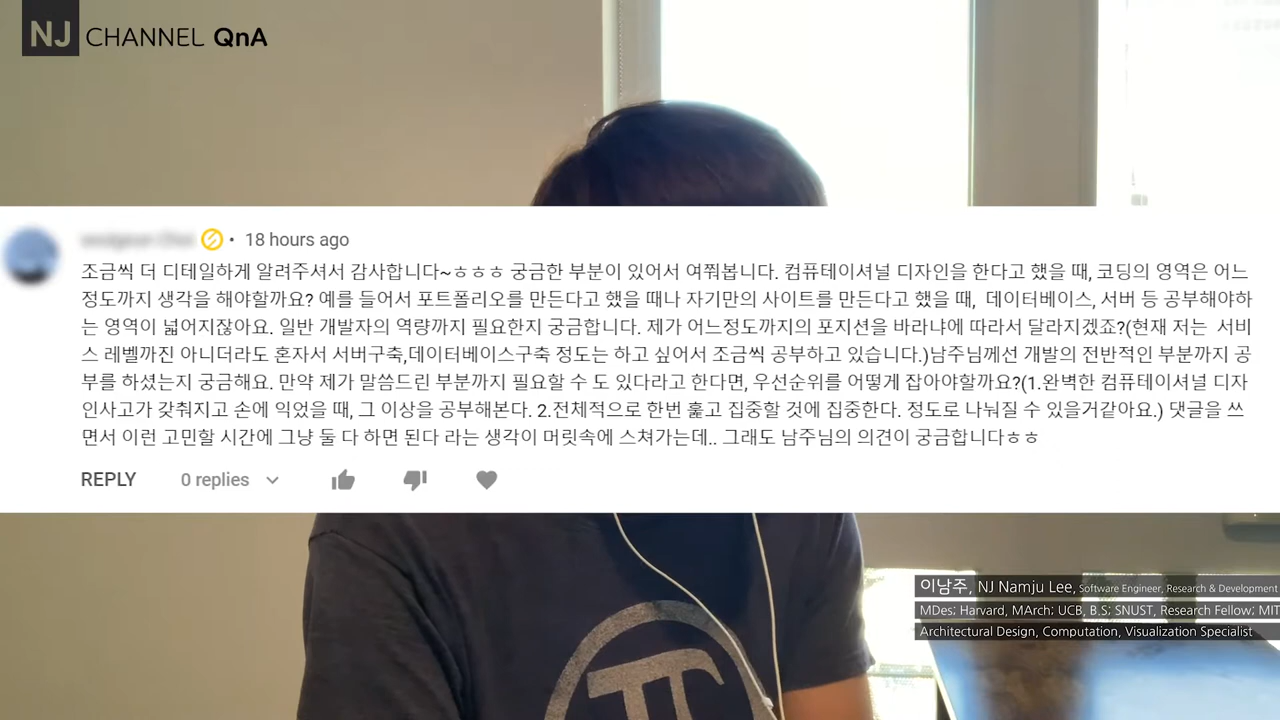 NJ CHANNEL QnA
• 18 hours ago
조금씩 더 디테일하게 알려주셔서 감사합니다~ㅎㅎㅎ 궁금한 부분이 있어서 여쭤봅니다. 컴퓨테이셔널 디자인을 한다고 했을 때, 코딩의 영역은 어느
정도까지 생각을 해야할까요? 예를 들어서 포트폴리오를 만든다고 했을 때나 자기만의 사이트를 만든다고 했을 때, 데이터베이스, 서버 등 공부해야하
는 영역이 넓어지잖아요. 일반 개발자의 역량까지 필요한지 궁금합니다. 제가 어느정도까지의 포지션을 바라냐에 따라서 달라지겠죠?(현재 저는 서비
스 레벨까진 아니더라도 혼자서 서버구축,데이터베이스구축 정도는 하고 싶어서 조금씩 공부하고 있습니다.)남주님께선 개발의 전반적인 부분까지 공
부를 하셨는지 궁금해요. 만약 제가 말씀드린 부분까지 필요할 수 도 있다라고 한다면, 우선순위를 어떻게 잡아야할까요?(1.완벽한 컴퓨테이셔널 디자
인사고가 갖춰지고 손에 익었을 때, 그 이상을 공부해본다. 2.전체적으로 한번 훑고 집중할 것에 집중한다. 정도로 나눠질 수 있을거같아요.) 댓글을 쓰
면서 이런 고민할 시간에 그냥 둘 다 하면 된다 라는 생각이 머릿속에 스쳐가는데.. 그래도 남주님의 의견이 궁금합니다ㅎㅎ
REPLY 0 replies
이남주, NJ Namju Lee, Software Engineer, Research & Development
MDes; Harvard, MArch; UCB, B.S; SNUST, Research Fellow; MIT
Architectural Design, Computation, Visualization Specialist